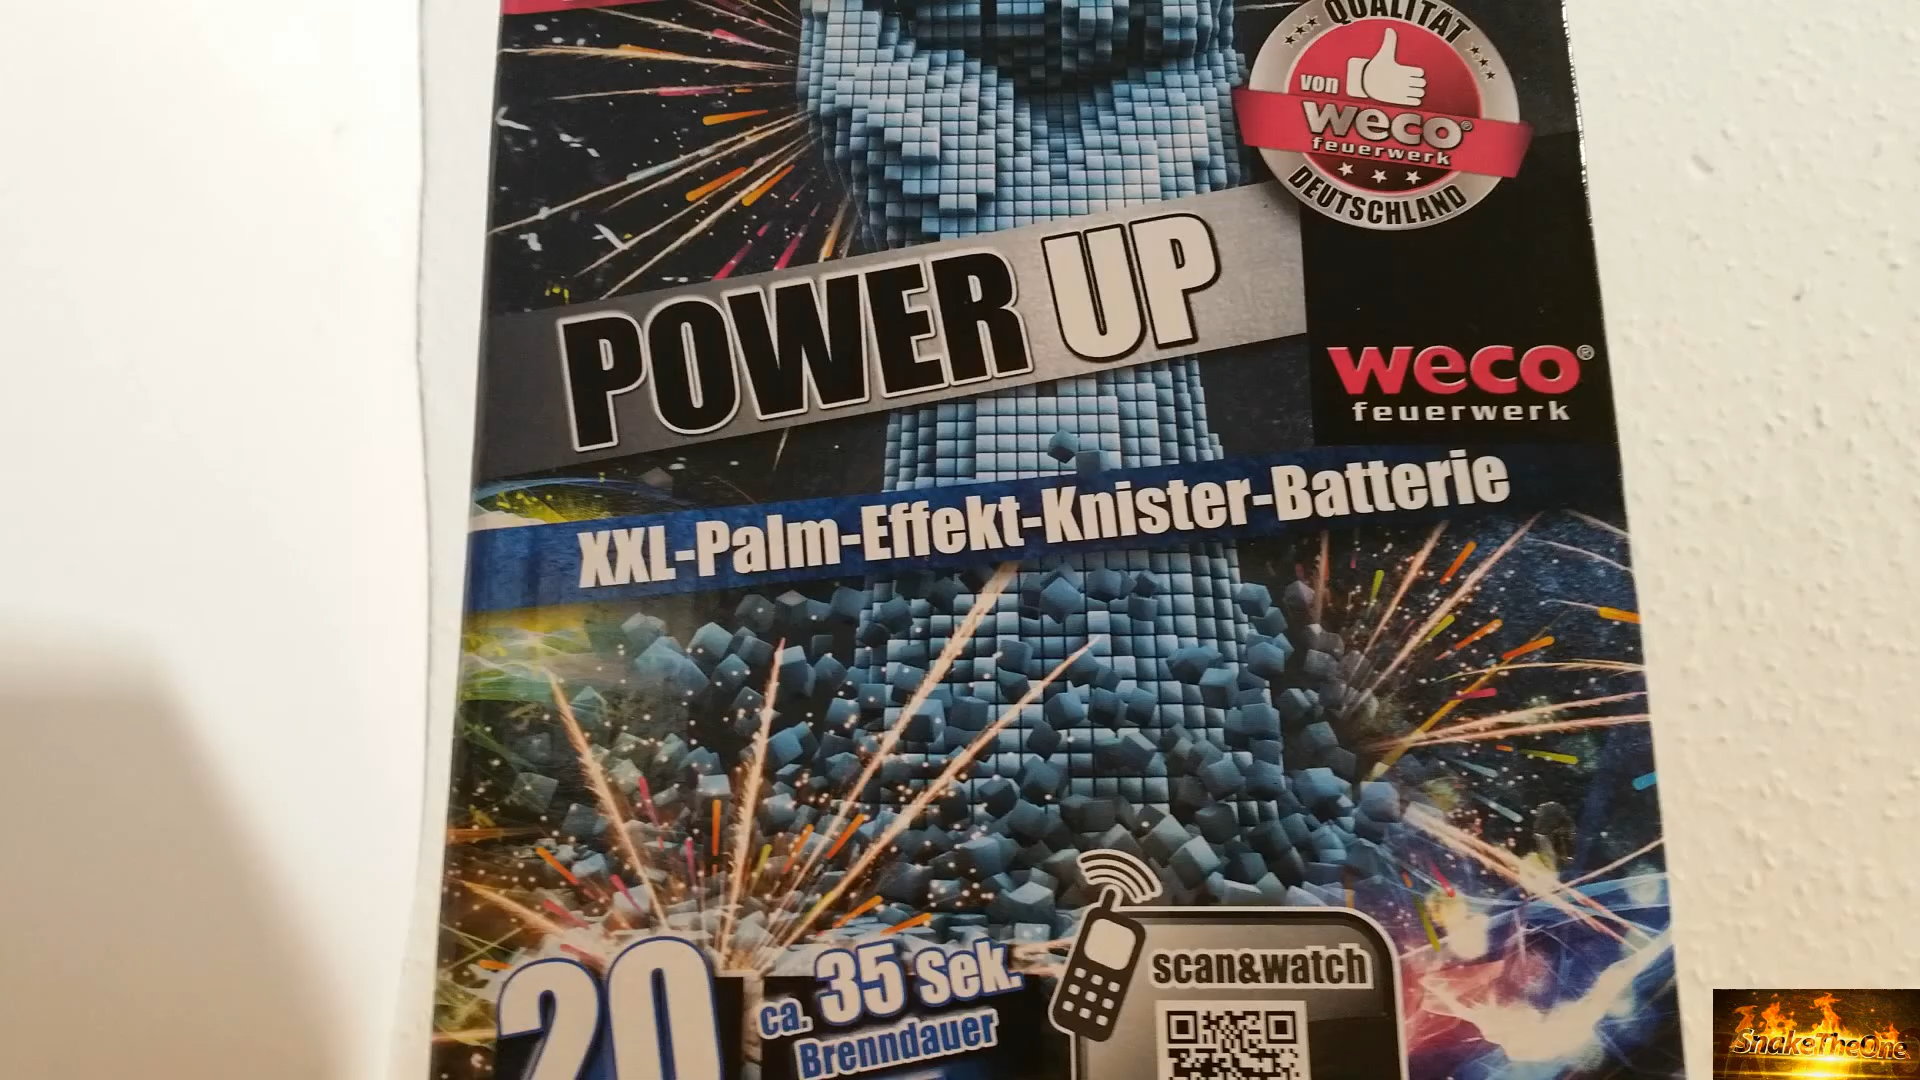 QUALITÄT
von
weco®
feuerwerk
DEUTSCHLAND
POWER UP
weco®
feuerwerk
XXL-Palm-Effekt-Knister-Batterie
20
ca. 35 Sek.
Brenndauer
scan&watch
SnakeTheOne